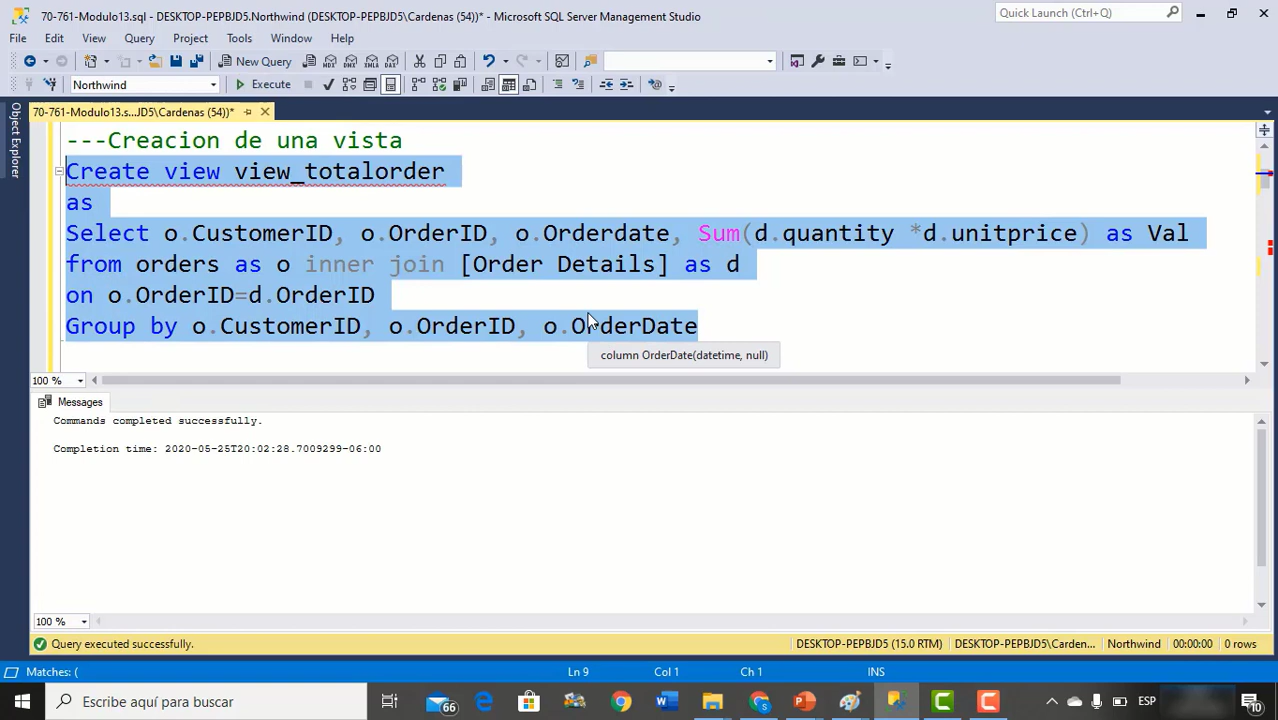 70-761-Modulo13.sql - DESKTOP-PEPBJD5.Northwind (DESKTOP-PEPBJD5\Cardenas (54))* - Microsoft SQL Server Management Studio
Quick Launch (Ctrl+Q)
File Edit View Query Project Tools Window Help
New Query
Northwind
Execute
70-761-Modulo13.s...JD5\Cardenas (54))*
Object Explorer
---Creacion de una vista
Create view view_totalorder
as
Select o.CustomerID, o.OrderID, o.Orderdate, Sum(d.quantity *d.unitprice) as Val
from orders as o inner join [Order Details] as d
on o.OrderID=d.OrderID
Group by o.CustomerID, o.OrderID, o.OrderDate
column OrderDate(datetime, null)
100 %
Messages
Commands completed successfully.
Completion time: 2020-05-25T20:02:28.7009299-06:00
100 %
Query executed successfully.
DESKTOP-PEPBJD5 (15.0 RTM) DESKTOP-PEPBJD5\Carden... Northwind 00:00:00 0 rows
Matches: ( Ln 9 Col 1 Ch 1 INS
Escribe aquí para buscar
66
ESP
10